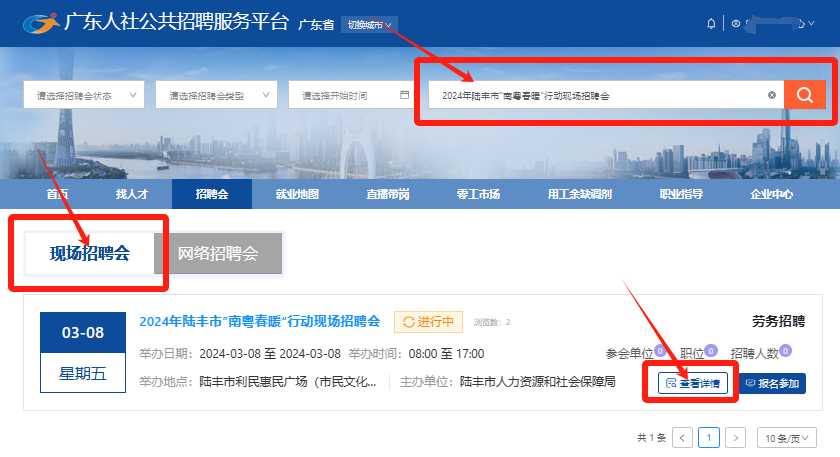 广东人社公共招聘服务平台 广东省 切换城市
请选择招聘会状态 请选择招聘会类型 请选择开始时间 2024年陆丰市“南粤春暖”行动现场招聘会
首页 找人才 招聘会 就业地图 直播带岗 零工市场 用工余缺调剂 职业指导 企业中心
现场招聘会 网络招聘会
03-08 2024年陆丰市“南粤春暖”行动现场招聘会 进行中 浏览数：2 劳务招聘
举办日期：2024-03-08 至 2024-03-08 举办时间：08:00 至 17:00 参会单位 0 职位 0 招聘人数 0
星期五 举办地点：陆丰市利民惠民广场（市民文化... 主办单位：陆丰市人力资源和社会保障局 查看详情 报名参加
共 1 条 < 1 > 10 条/页